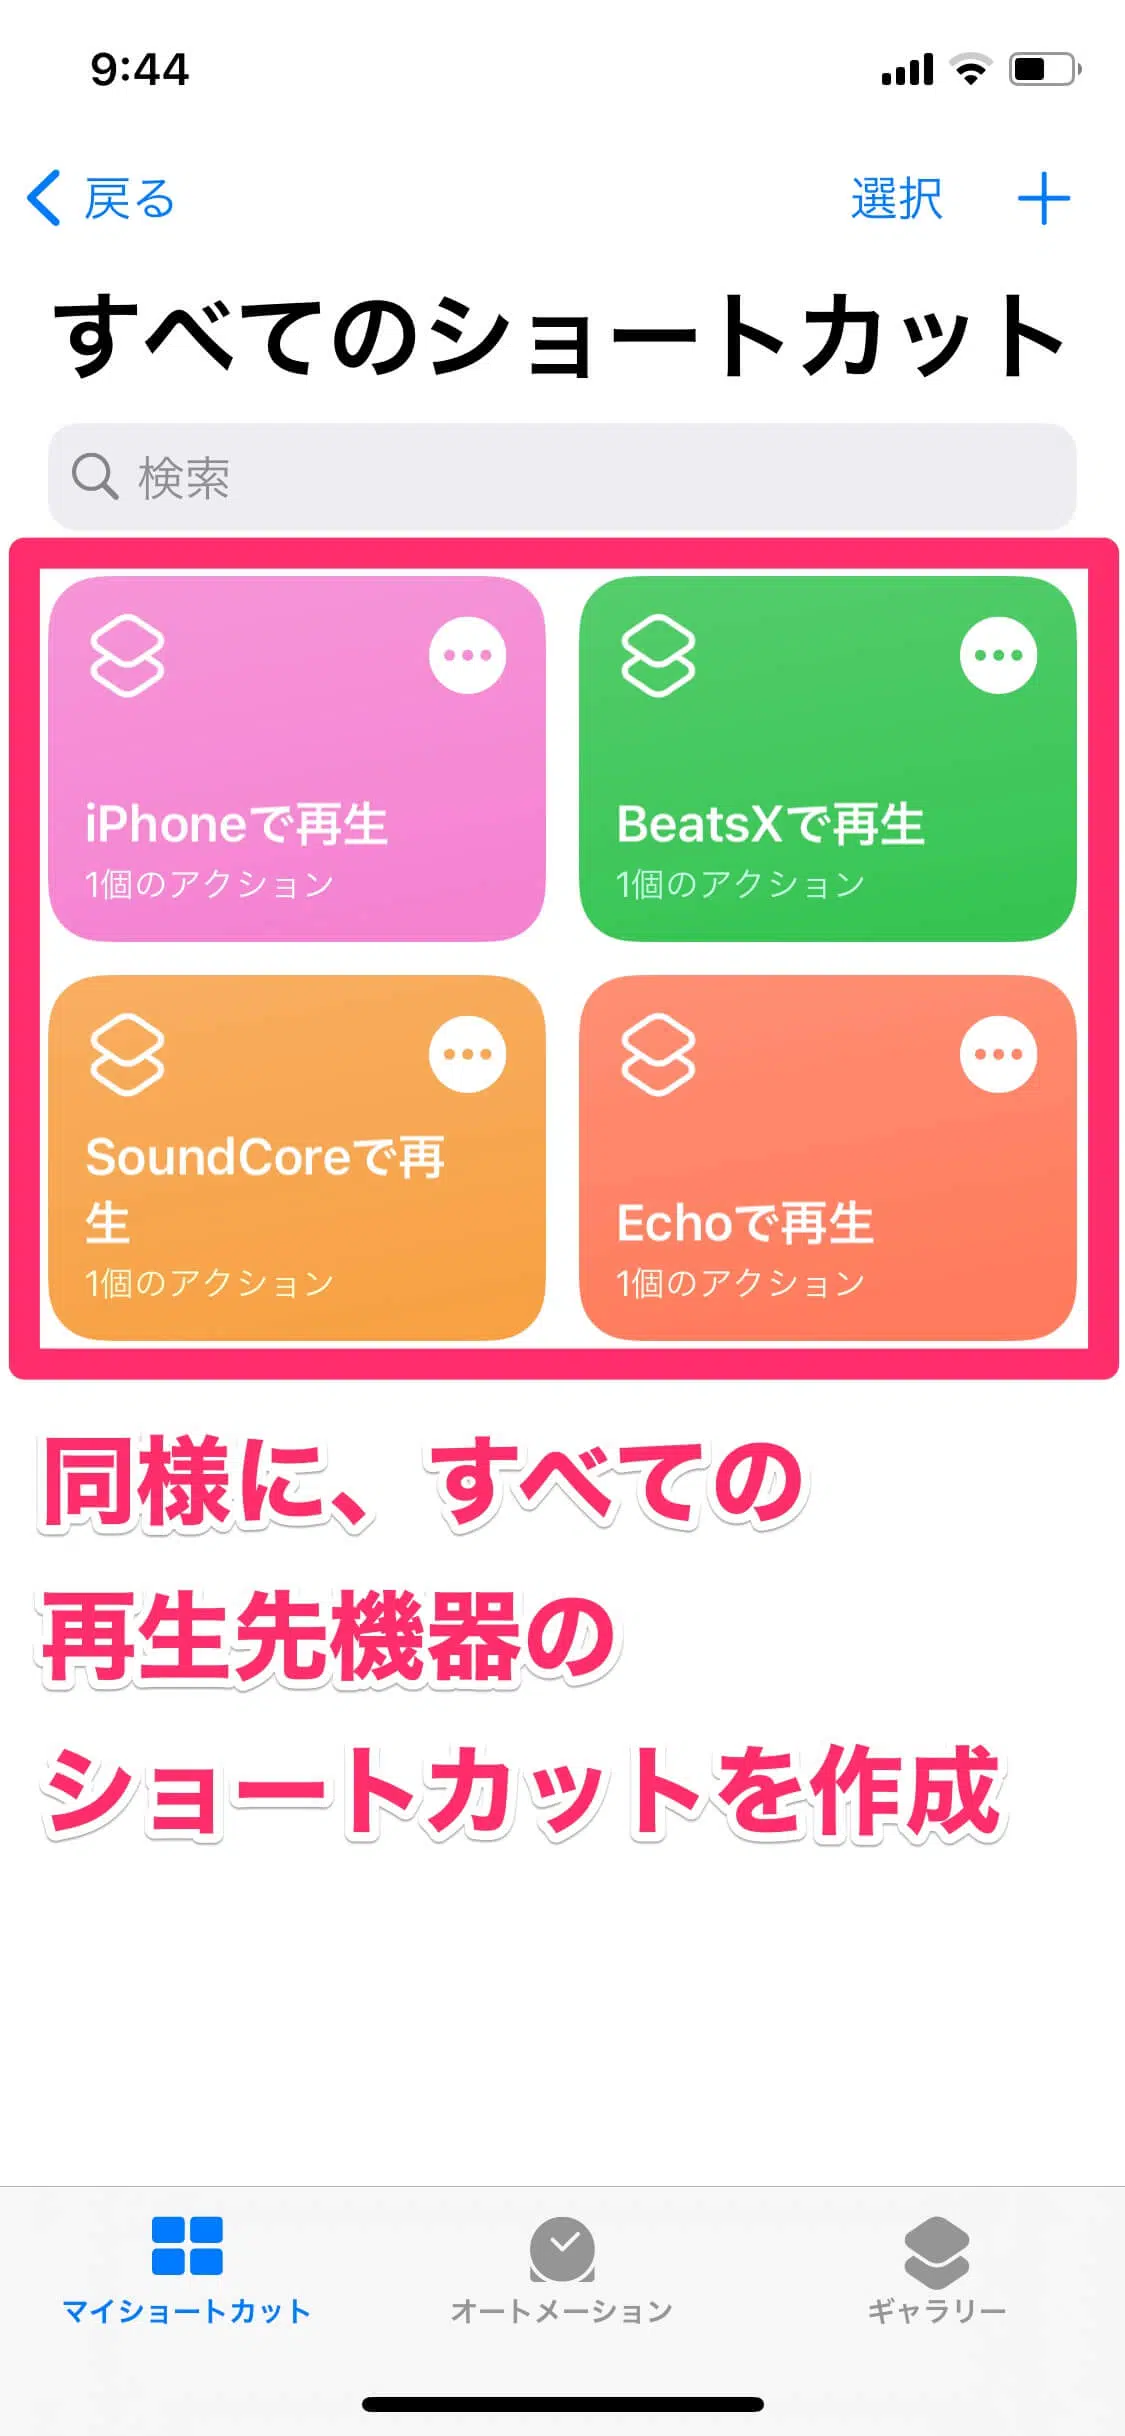 9:44
戻る
選択
すべてのショートカット
検索
iPhoneで再生
1個のアクション
BeatsXで再生
1個のアクション
SoundCoreで再
生
1個のアクション
Echoで再生
1個のアクション
同様に、すべての
再生先機器の
ショートカットを作成
マイショートカット
オートメーション
ギャラリー